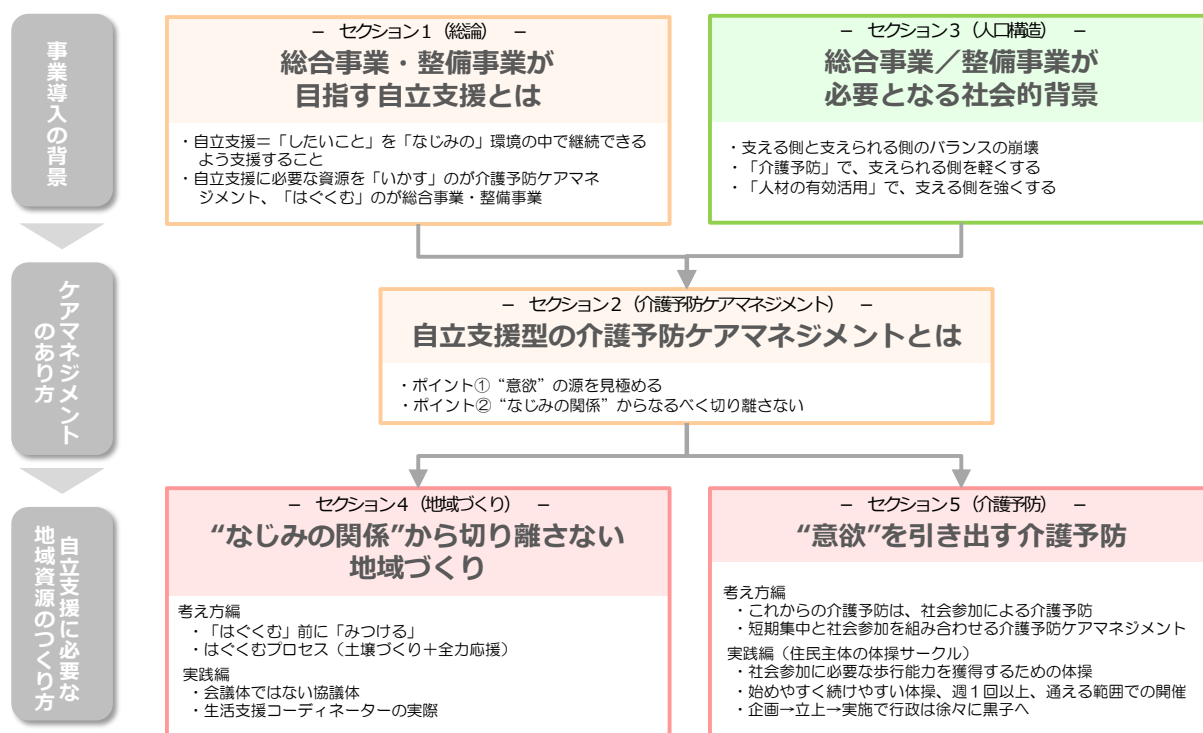 事業導入の背景
－ セクション１（総論） －
総合事業・整備事業が
目指す自立支援とは
・自立支援＝「したいこと」を「なじみの」環境の中で継続できる
よう支援すること
・自立支援に必要な資源を「いかす」のが介護予防ケアマネ
ジメント、「はぐくむ」のが総合事業・整備事業
－ セクション３（人口構造） －
総合事業／整備事業が
必要となる社会的背景
・支える側と支えられる側のバランスの崩壊
・「介護予防」で、支えられる側を軽くする
・「人材の有効活用」で、支える側を強くする
ケアマネジメント
のあり方
－ セクション２（介護予防ケアマネジメント） －
自立支援型の介護予防ケアマネジメントとは
・ポイント① “意欲” の源を見極める
・ポイント② “なじみの関係” からなるべく切り離さない
自立支援に必要な
地域資源のつくり方
－ セクション４（地域づくり） －
“なじみの関係”から切り離さない
地域づくり
考え方編
・「はぐくむ」前に「みつける」
・はぐくむプロセス（土壌づくり＋全力応援）
実践編
・会議体ではない協議体
・生活支援コーディネーターの実際
－ セクション５（介護予防） －
“意欲”を引き出す介護予防
考え方編
・これからの介護予防は、社会参加による介護予防
・短期集中と社会参加を組み合わせる介護予防ケアマネジメント
実践編（住民主体の体操サークル）
・社会参加に必要な歩行能力を獲得するための体操
・始めやすく続けやすい体操、週１回以上、通える範囲での開催
・企画→立上→実施で行政は徐々に黒子へ